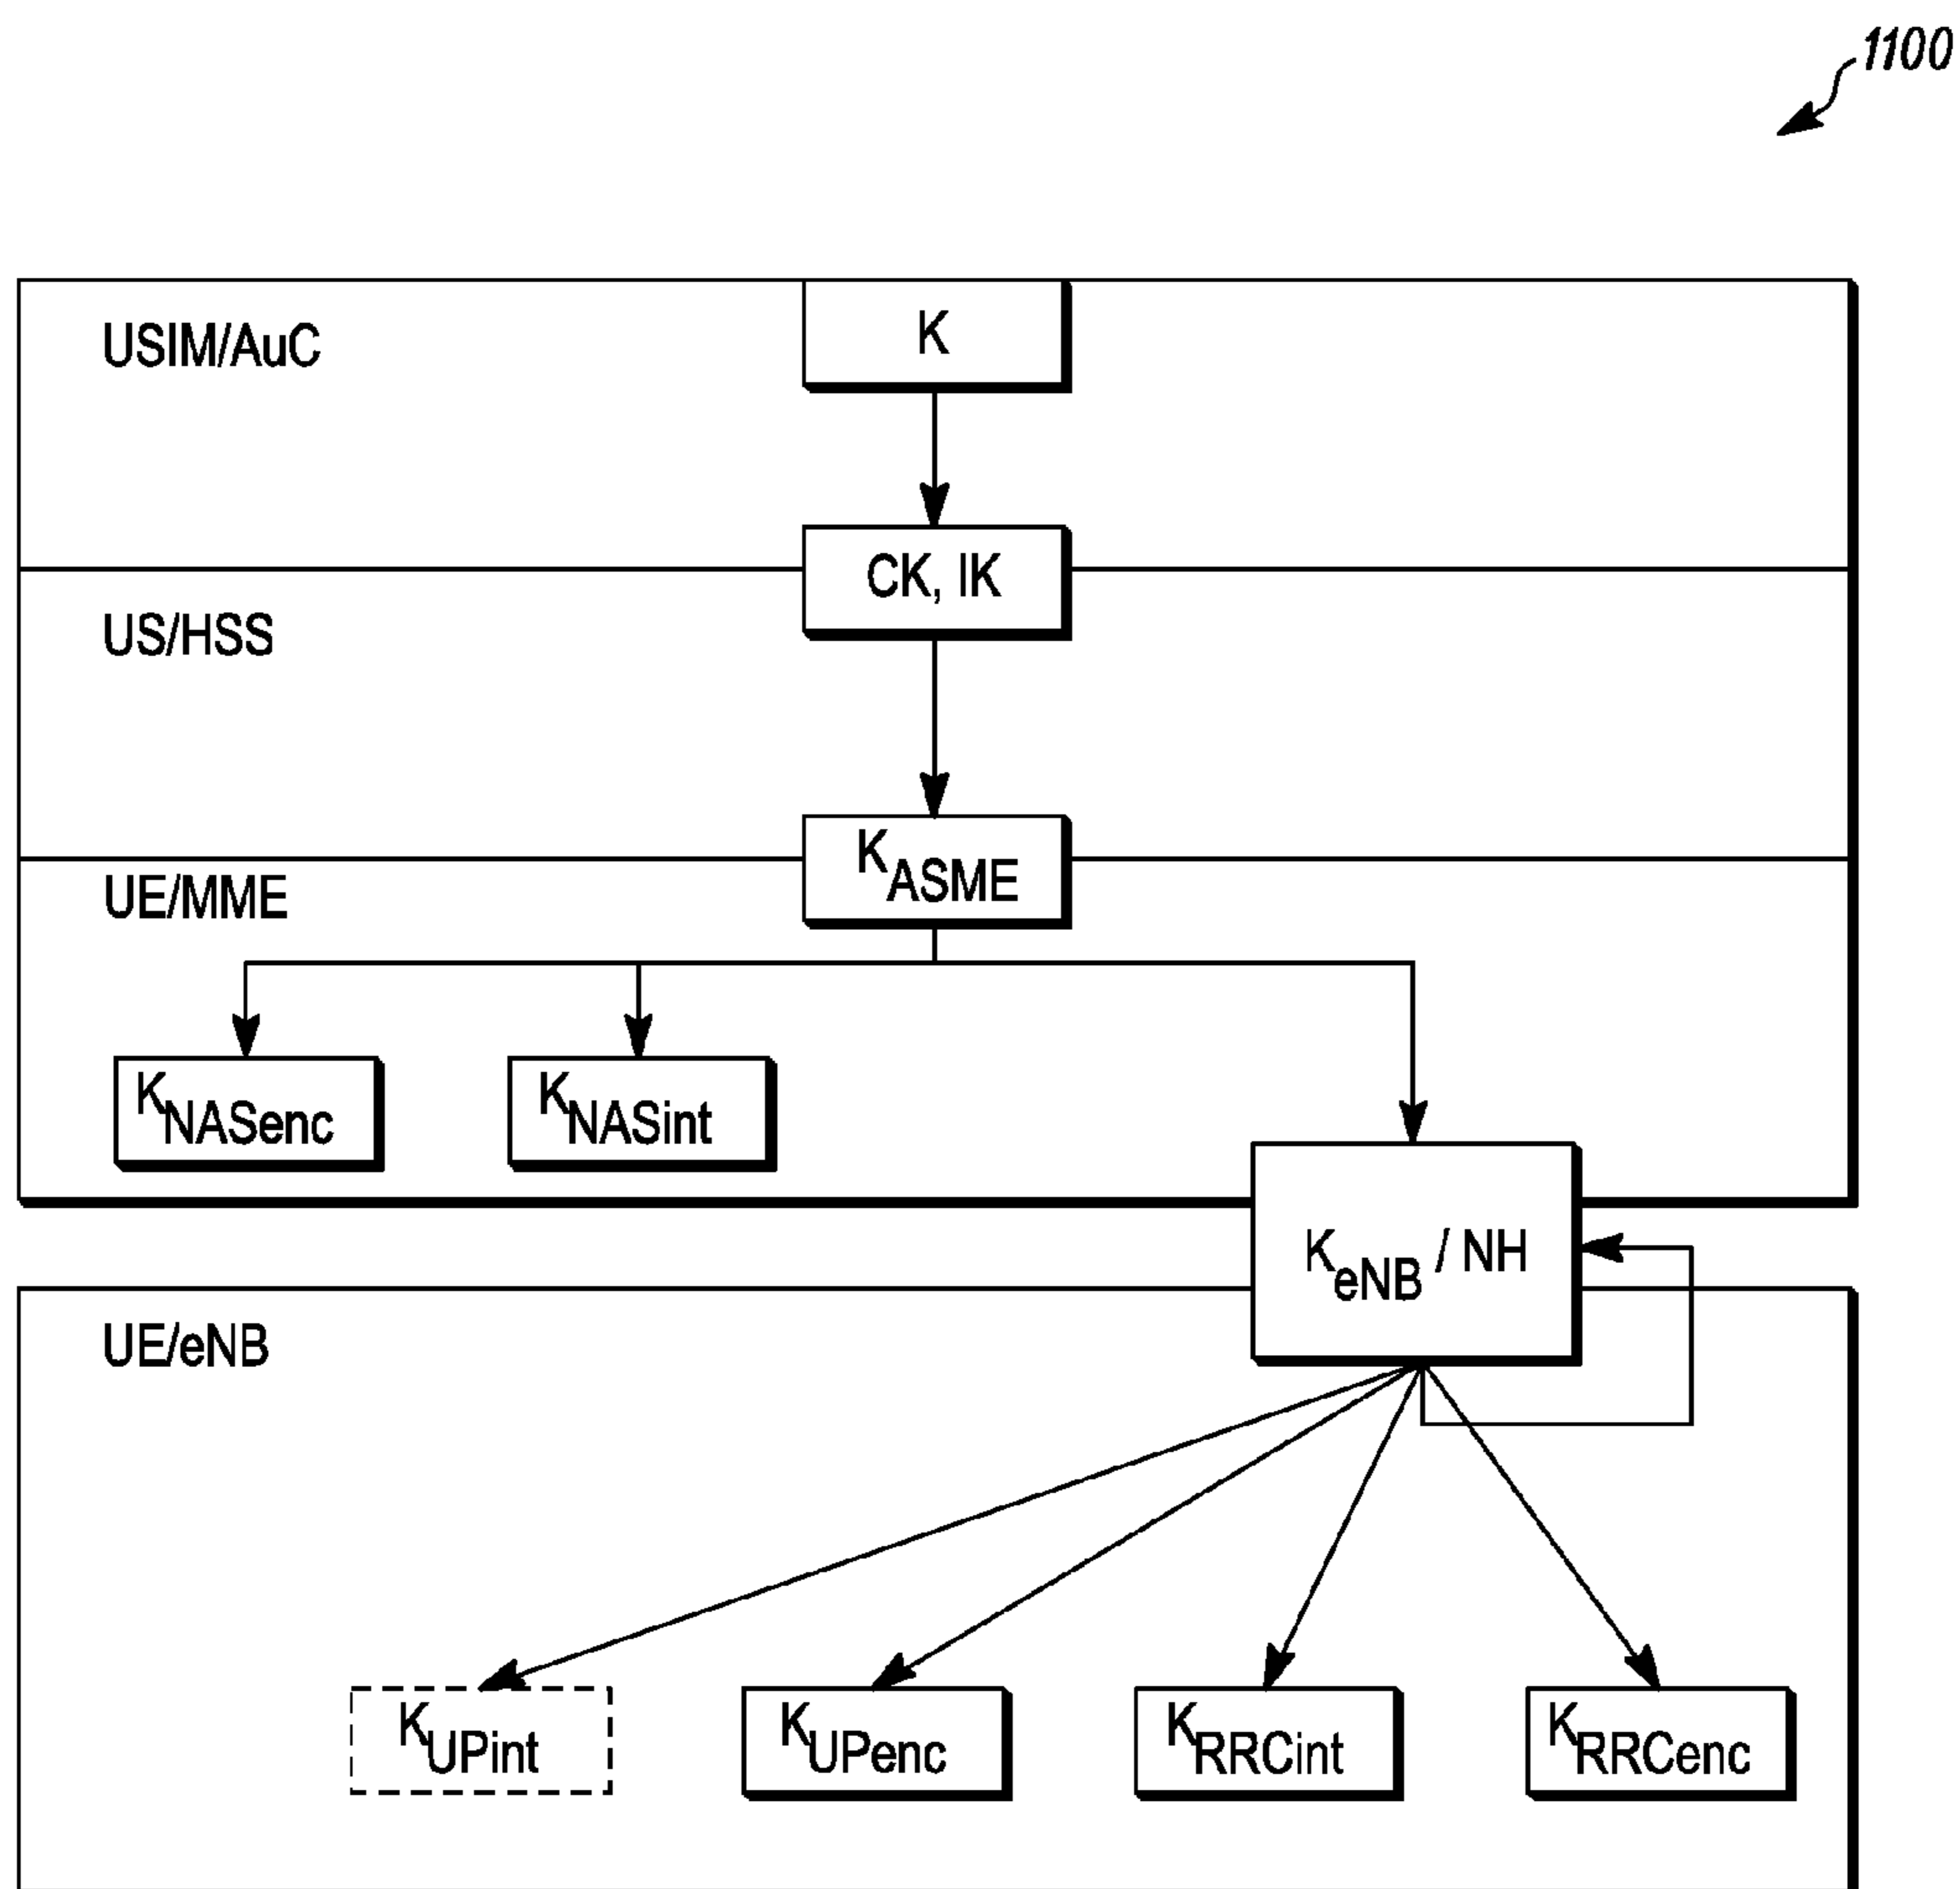 1100
USIM/AuC
K
CK, IK
US/HSS
KASME
UE/MME
KNASenc
KNASint
KeNB / NH
UE/eNB
KUPint
KUPenc
KRRCint
KRRCenc